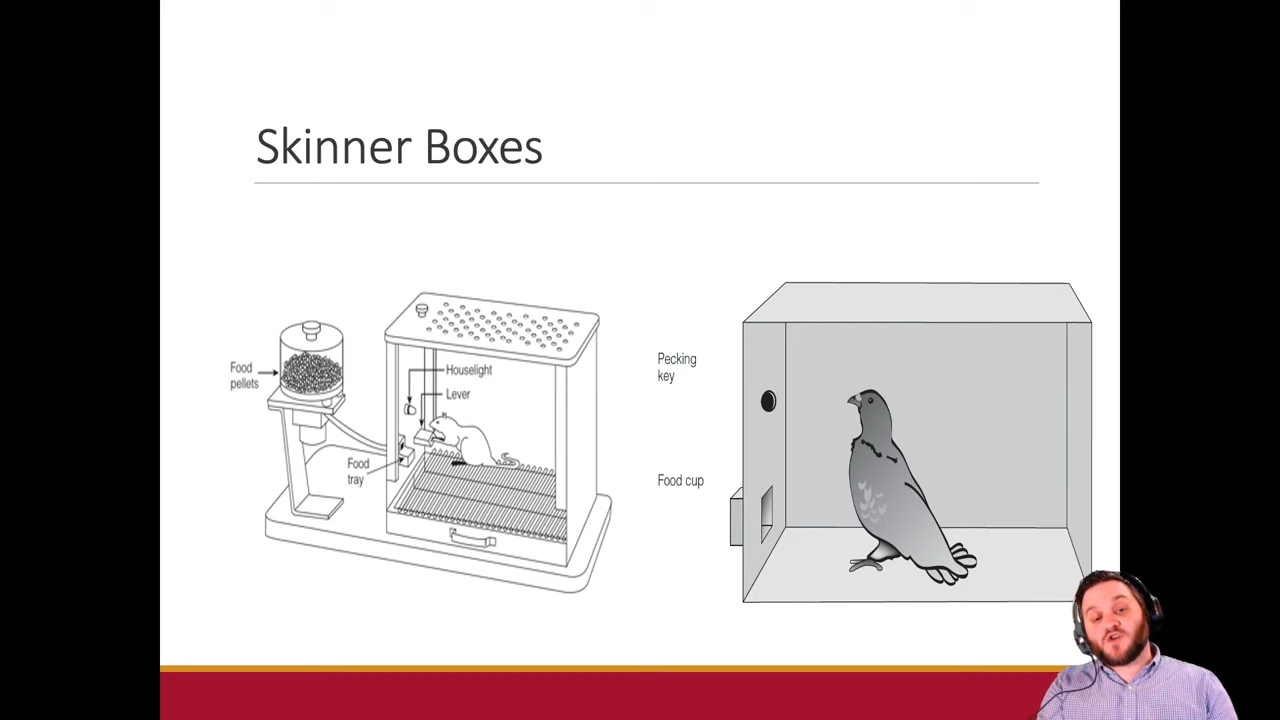 Skinner Boxes
Food
pellets
Houselight
Lever
Food
tray
Pecking
key
Food cup